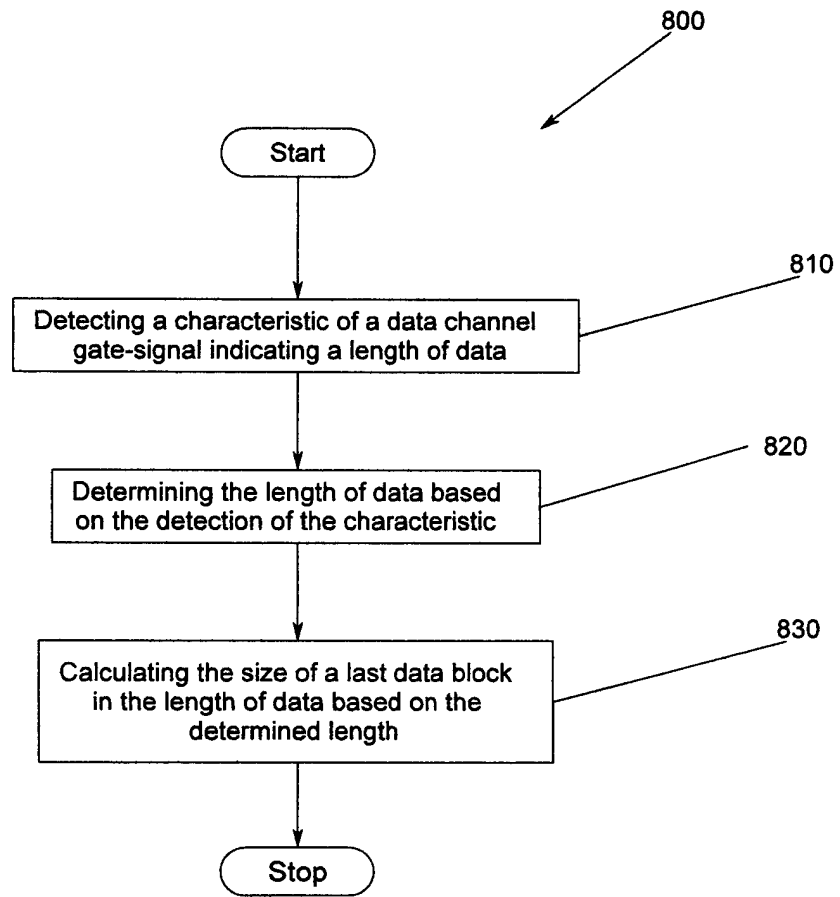 800
Start
810
Detecting a characteristic of a data channel
gate-signal indicating a length of data
820
Determining the length of data based
on the detection of the characteristic
830
Calculating the size of a last data block
in the length of data based on the
determined length
Stop